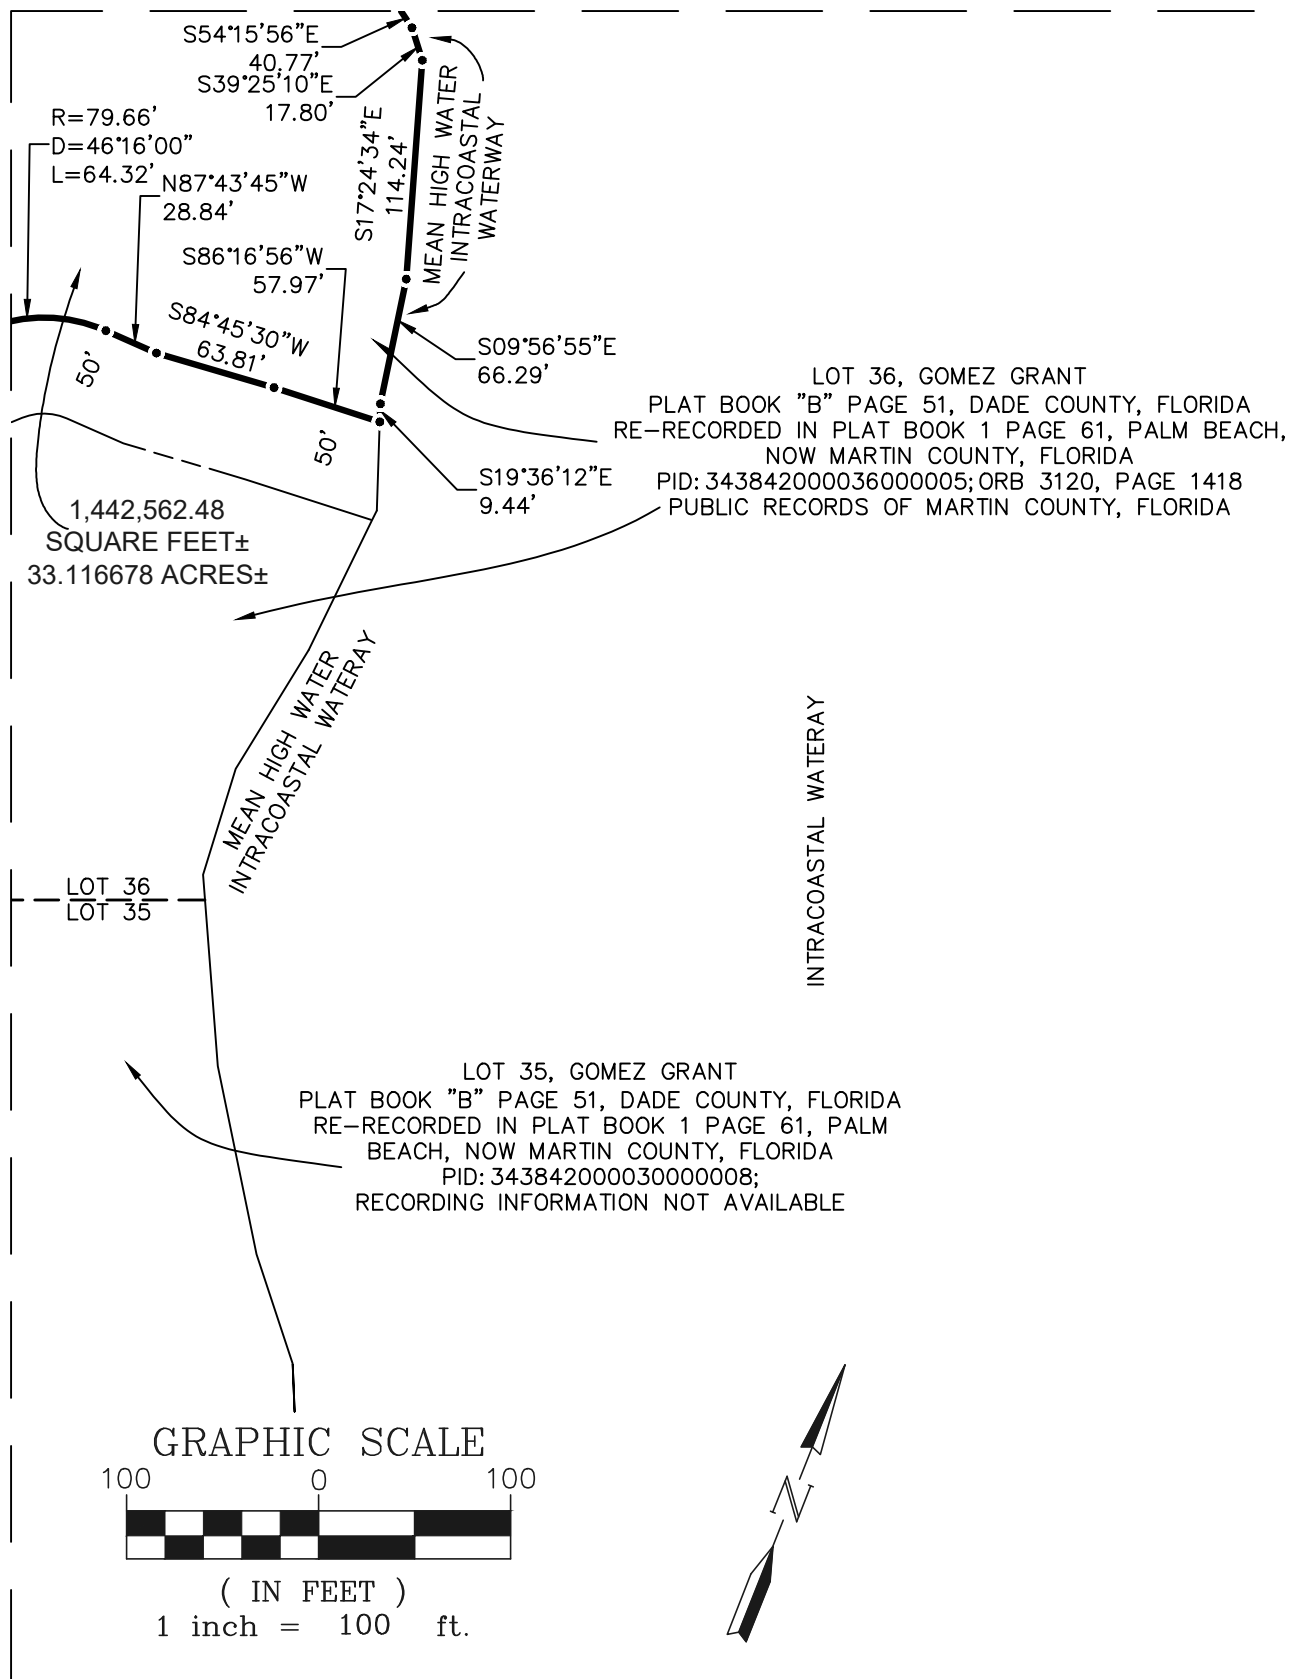 S54°15'56"E
40.77'
S39°25'10"E
17.80'
R=79.66'
D=46°16'00"
L=64.32'
N87°43'45"W
28.84'
S17°24'34"E
114.24'
MEAN HIGH WATER
INTRACOASTAL
WATERWAY
S86°16'56"W
57.97'
S84°45'30"W
63.81'
50'
50'
S09°56'55"E
66.29'
S19°36'12"E
9.44'
LOT 36, GOMEZ GRANT
PLAT BOOK "B" PAGE 51, DADE COUNTY, FLORIDA
RE-RECORDED IN PLAT BOOK 1 PAGE 61, PALM BEACH,
NOW MARTIN COUNTY, FLORIDA
PID: 343842000036000005; ORB 3120, PAGE 1418
PUBLIC RECORDS OF MARTIN COUNTY, FLORIDA
1,442,562.48
SQUARE FEET±
33.116678 ACRES±
MEAN HIGH WATER
INTRACOASTAL WATERAY
INTRACOASTAL WATERAY
LOT 36
LOT 35
LOT 35, GOMEZ GRANT
PLAT BOOK "B" PAGE 51, DADE COUNTY, FLORIDA
RE-RECORDED IN PLAT BOOK 1 PAGE 61, PALM
BEACH, NOW MARTIN COUNTY, FLORIDA
PID: 343842000030000008;
RECORDING INFORMATION NOT AVAILABLE
GRAPHIC SCALE
100 0 100
( IN FEET )
1 inch = 100 ft.
N